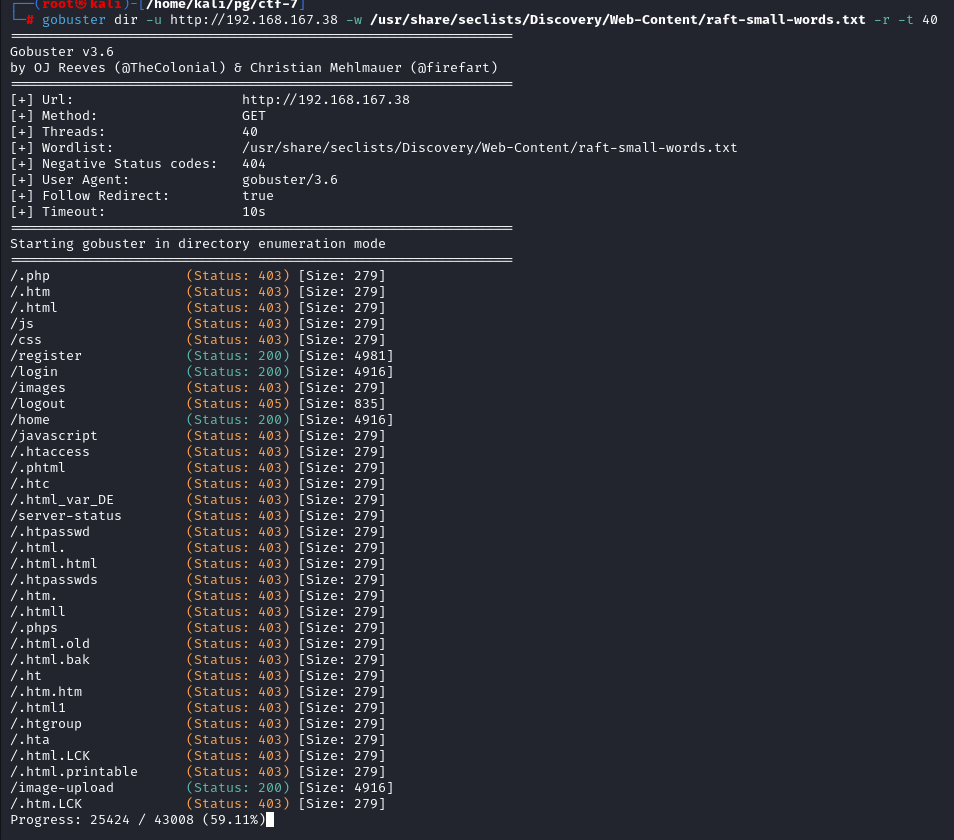 ┌──(root㉿kali)-[/home/kali/pg/ctf-7]
└─# gobuster dir -u http://192.168.167.38 -w /usr/share/seclists/Discovery/Web-Content/raft-small-words.txt -r -t 40
===============================================================
Gobuster v3.6
by OJ Reeves (@TheColonial) & Christian Mehlmauer (@firefart)
===============================================================
[+] Url:                     http://192.168.167.38
[+] Method:                  GET
[+] Threads:                 40
[+] Wordlist:                /usr/share/seclists/Discovery/Web-Content/raft-small-words.txt
[+] Negative Status codes:   404
[+] User Agent:              gobuster/3.6
[+] Follow Redirect:         true
[+] Timeout:                 10s
===============================================================
Starting gobuster in directory enumeration mode
===============================================================
/.php                 (Status: 403) [Size: 279]
/.htm                 (Status: 403) [Size: 279]
/.html                (Status: 403) [Size: 279]
/js                   (Status: 403) [Size: 279]
/css                  (Status: 403) [Size: 279]
/register             (Status: 200) [Size: 4981]
/login                (Status: 200) [Size: 4916]
/images               (Status: 403) [Size: 279]
/logout               (Status: 405) [Size: 835]
/home                 (Status: 200) [Size: 4916]
/javascript           (Status: 403) [Size: 279]
/.htaccess            (Status: 403) [Size: 279]
/.phtml               (Status: 403) [Size: 279]
/.htc                 (Status: 403) [Size: 279]
/.html_var_DE         (Status: 403) [Size: 279]
/server-status        (Status: 403) [Size: 279]
/.htpasswd            (Status: 403) [Size: 279]
/.html.               (Status: 403) [Size: 279]
/.html.html           (Status: 403) [Size: 279]
/.htpasswds           (Status: 403) [Size: 279]
/.htm.                (Status: 403) [Size: 279]
/.htmll               (Status: 403) [Size: 279]
/.phps                (Status: 403) [Size: 279]
/.html.old            (Status: 403) [Size: 279]
/.html.bak            (Status: 403) [Size: 279]
/.ht                  (Status: 403) [Size: 279]
/.htm.htm             (Status: 403) [Size: 279]
/.html1               (Status: 403) [Size: 279]
/.htgroup             (Status: 403) [Size: 279]
/.hta                 (Status: 403) [Size: 279]
/.html.LCK            (Status: 403) [Size: 279]
/.html.printable      (Status: 403) [Size: 279]
/image-upload         (Status: 200) [Size: 4916]
/.htm.LCK             (Status: 403) [Size: 279]
Progress: 25424 / 43008 (59.11%)